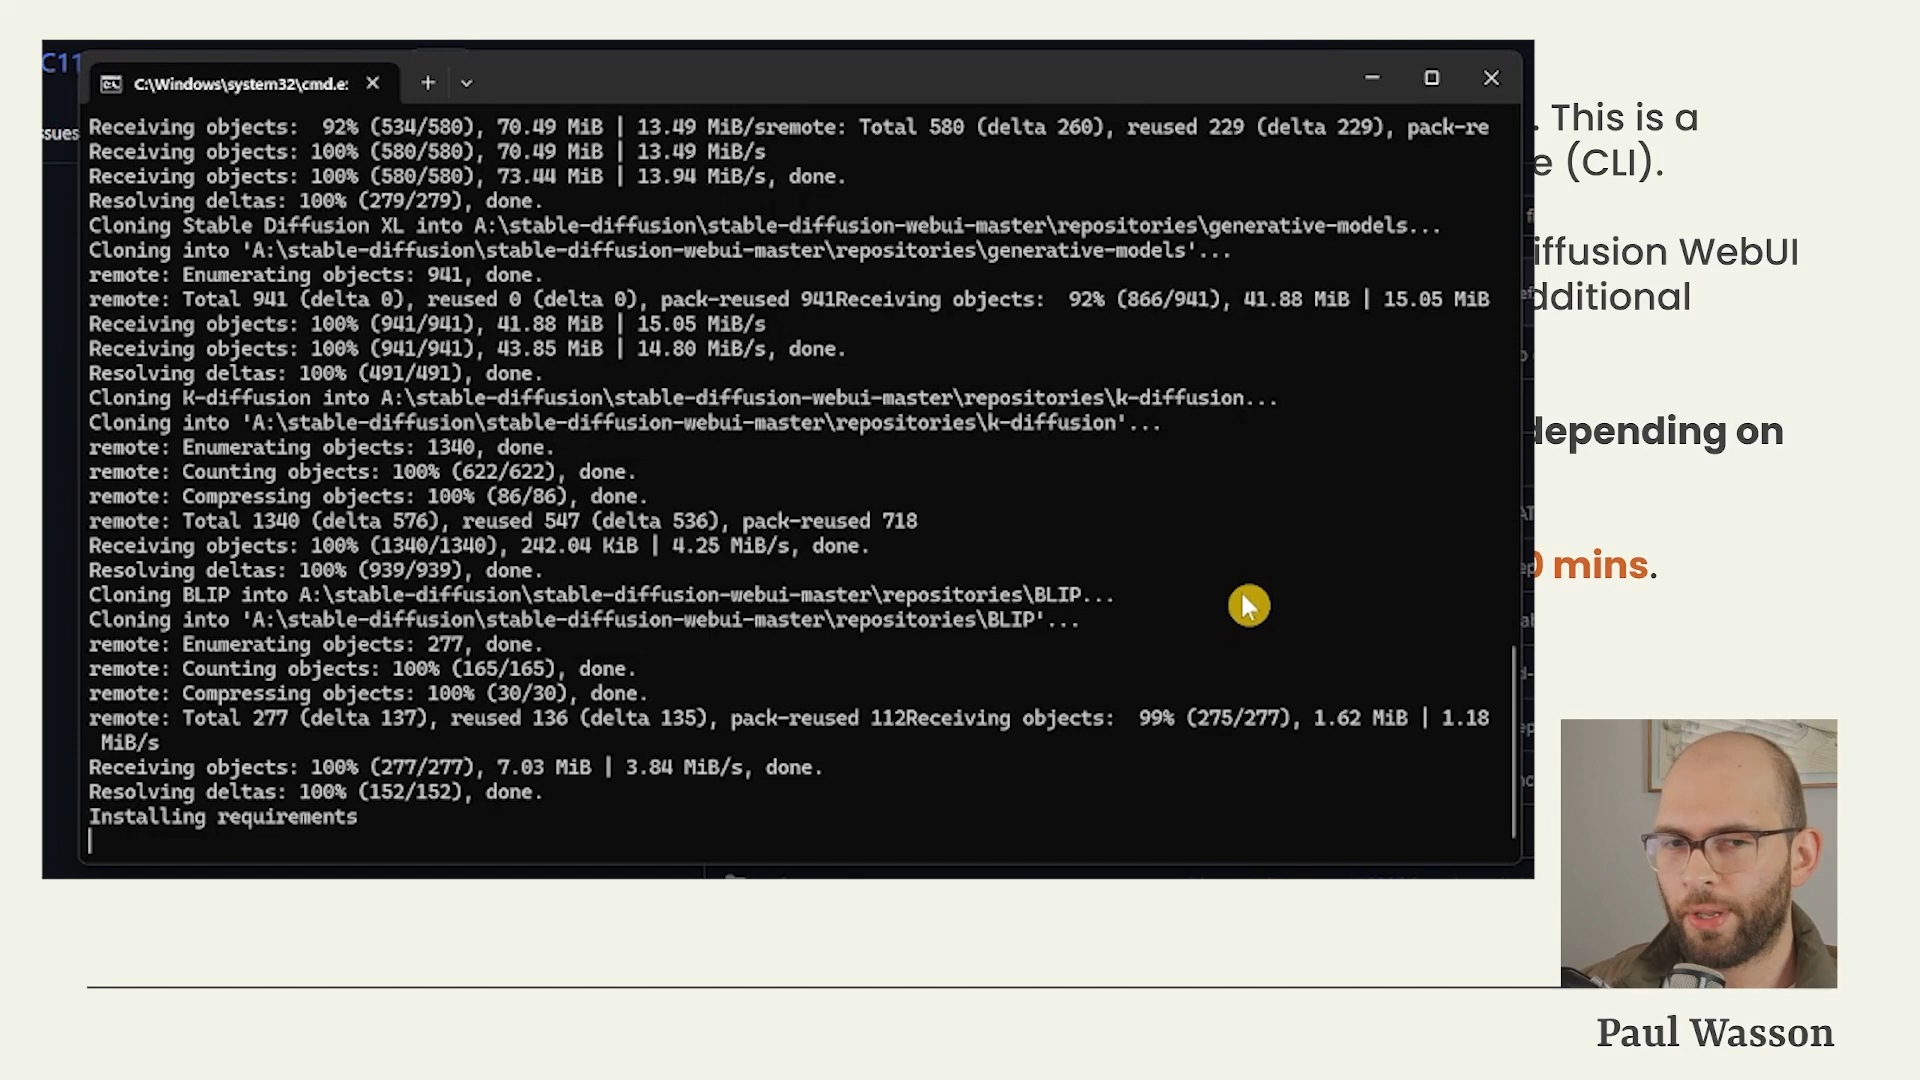 C11
C:\Windows\system32\cmd.e:
ssues
Receiving objects:  92% (534/580), 70.49 MiB | 13.49 MiB/sremote: Total 580 (delta 260), reused 229 (delta 229), pack-re
Receiving objects: 100% (580/580), 70.49 MiB | 13.49 MiB/s
Receiving objects: 100% (580/580), 73.44 MiB | 13.94 MiB/s, done.
Resolving deltas: 100% (279/279), done.
Cloning Stable Diffusion XL into A:\stable-diffusion\stable-diffusion-webui-master\repositories\generative-models...
Cloning into 'A:\stable-diffusion\stable-diffusion-webui-master\repositories\generative-models'...
remote: Enumerating objects: 941, done.
remote: Total 941 (delta 0), reused 0 (delta 0), pack-reused 941Receiving objects:  92% (866/941), 41.88 MiB | 15.05 MiB
Receiving objects: 100% (941/941), 41.88 MiB | 15.05 MiB/s
Receiving objects: 100% (941/941), 43.85 MiB | 14.80 MiB/s, done.
Resolving deltas: 100% (491/491), done.
Cloning K-diffusion into A:\stable-diffusion\stable-diffusion-webui-master\repositories\k-diffusion...
Cloning into 'A:\stable-diffusion\stable-diffusion-webui-master\repositories\k-diffusion'...
remote: Enumerating objects: 1340, done.
remote: Counting objects: 100% (622/622), done.
remote: Compressing objects: 100% (86/86), done.
remote: Total 1340 (delta 576), reused 547 (delta 536), pack-reused 718
Receiving objects: 100% (1340/1340), 242.04 KiB | 4.25 MiB/s, done.
Resolving deltas: 100% (939/939), done.
Cloning BLIP into A:\stable-diffusion\stable-diffusion-webui-master\repositories\BLIP...
Cloning into 'A:\stable-diffusion\stable-diffusion-webui-master\repositories\BLIP'...
remote: Enumerating objects: 277, done.
remote: Counting objects: 100% (165/165), done.
remote: Compressing objects: 100% (30/30), done.
remote: Total 277 (delta 137), reused 136 (delta 135), pack-reused 112Receiving objects:  99% (275/277), 1.62 MiB | 1.18
MiB/s
Receiving objects: 100% (277/277), 7.03 MiB | 3.84 MiB/s, done.
Resolving deltas: 100% (152/152), done.
Installing requirements
. This is a
e (CLI).
iffusion WebUI
dditional
depending on
0 mins.
Paul Wasson